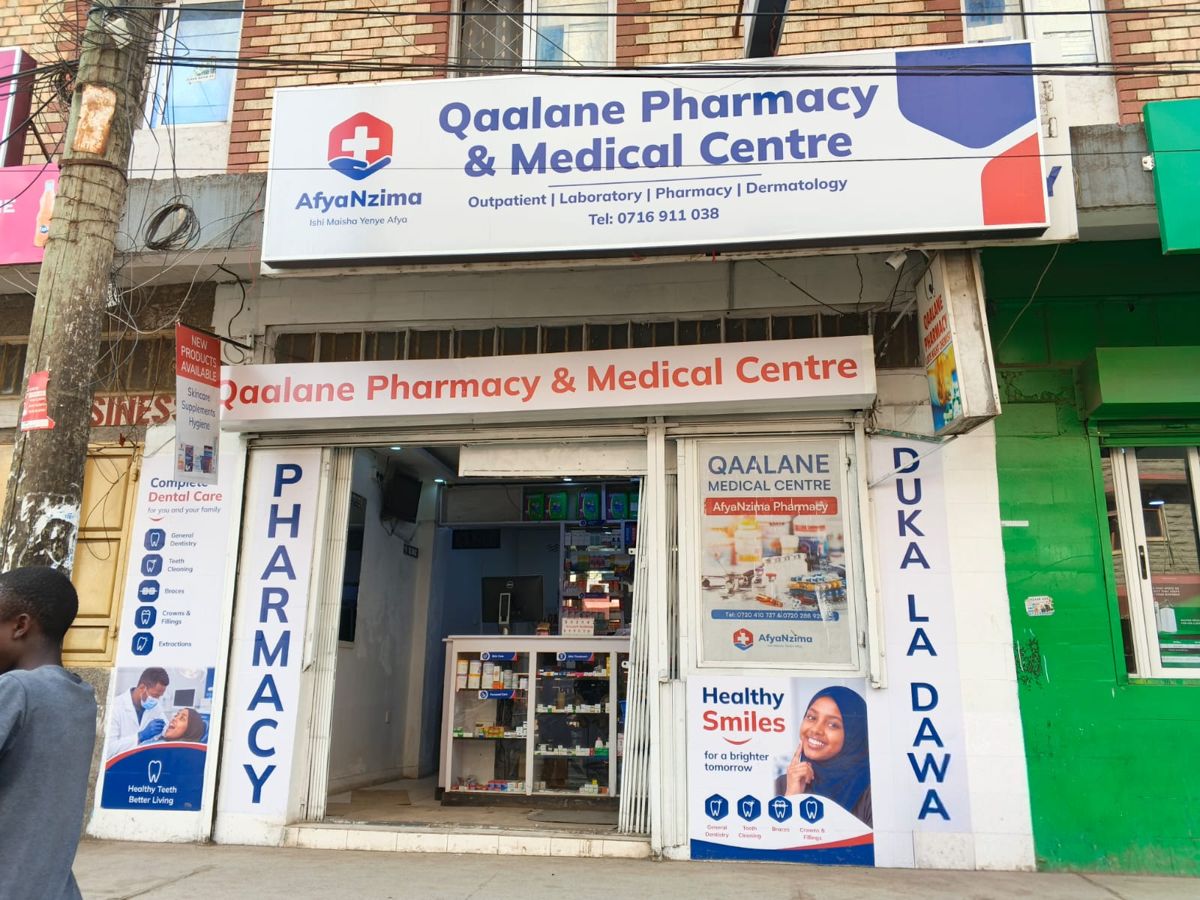 Qaalane Pharmacy
& Medical Centre
Outpatient | Laboratory | Pharmacy | Dermatology
Tel: 0716 911 038
AfyaNzima
Ishi Maisha Yenye Afya
Qaalane Pharmacy & Medical Centre
NEW
PRODUCTS
AVAILABLE
Skincare
Supplements
Hygiene
SINES
Complete
Dental Care
for you and your family
General
Dentistry
Teeth
Cleaning
Braces
Crowns &
Fillings
Extractions
Healthy Teeth
Better Living
PHARMACY
QAALANE
MEDICAL CENTRE
AfyaNzima Pharmacy
AfyaNzima
Healthy
Smiles
for a brighter
tomorrow
General
Dentistry
Tooth
Cleaning
Braces
Crowns &
Fillings
DUKA LA DAWA
QAALANE
PHARMACY
Y